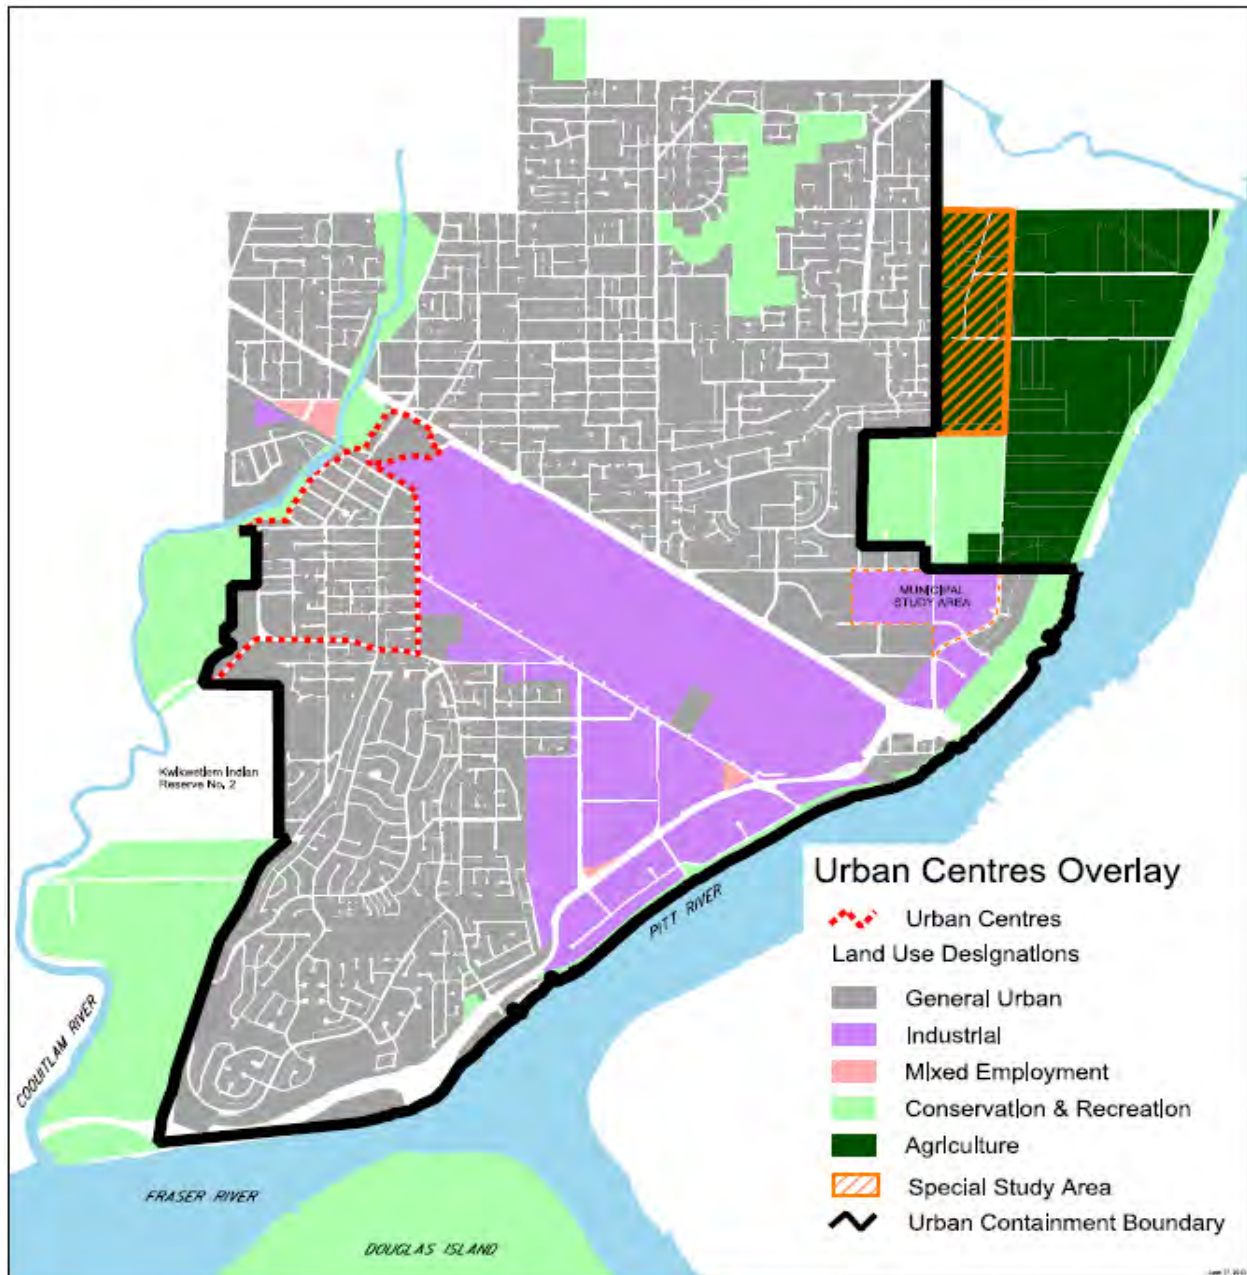 MUNICIPAL
STUDY AREA
Kwikwetlem Indian
Reserve No. 2
PITT RIVER
COQUITLAM RIVER
FRASER RIVER
DOUGLAS ISLAND
Urban Centres Overlay
Urban Centres
Land Use Designations
General Urban
Industrial
Mixed Employment
Conservation & Recreation
Agriculture
Special Study Area
Urban Containment Boundary